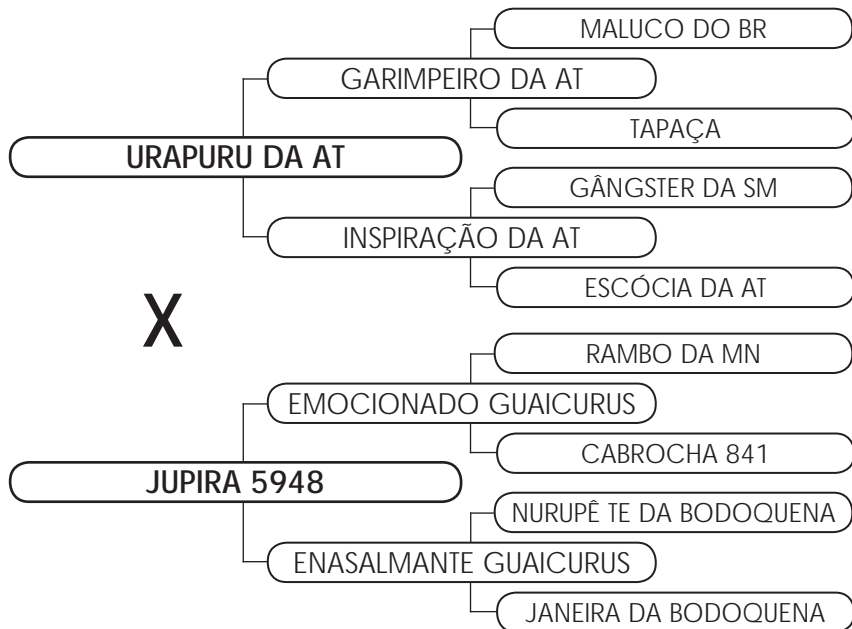 MALUCO DO BR
GARIMPEIRO DA AT
TAPAÇA
URAPURU DA AT
GÂNGSTER DA SM
INSPIRAÇÃO DA AT
ESCÓCIA DA AT
X
RAMBO DA MN
EMOCIONADO GUAICURUS
CABROCHA 841
JUPIRA 5948
NURUPÊ TE DA BODOQUENA
ENASALMANTE GUAICURUS
JANEIRA DA BODOQUENA